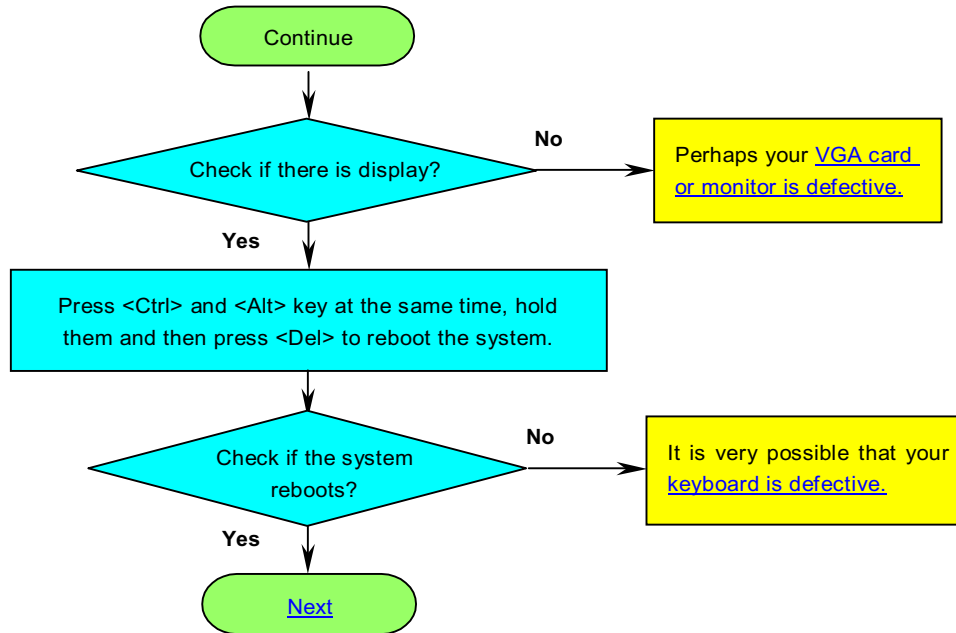 Continue
Check if there is display?
No
Perhaps your VGA card
or monitor is defective.
Yes
Press <Ctrl> and <Alt> key at the same time, hold
them and then press <Del> to reboot the system.
Check if the system
reboots?
No
It is very possible that your
keyboard is defective.
Yes
Next